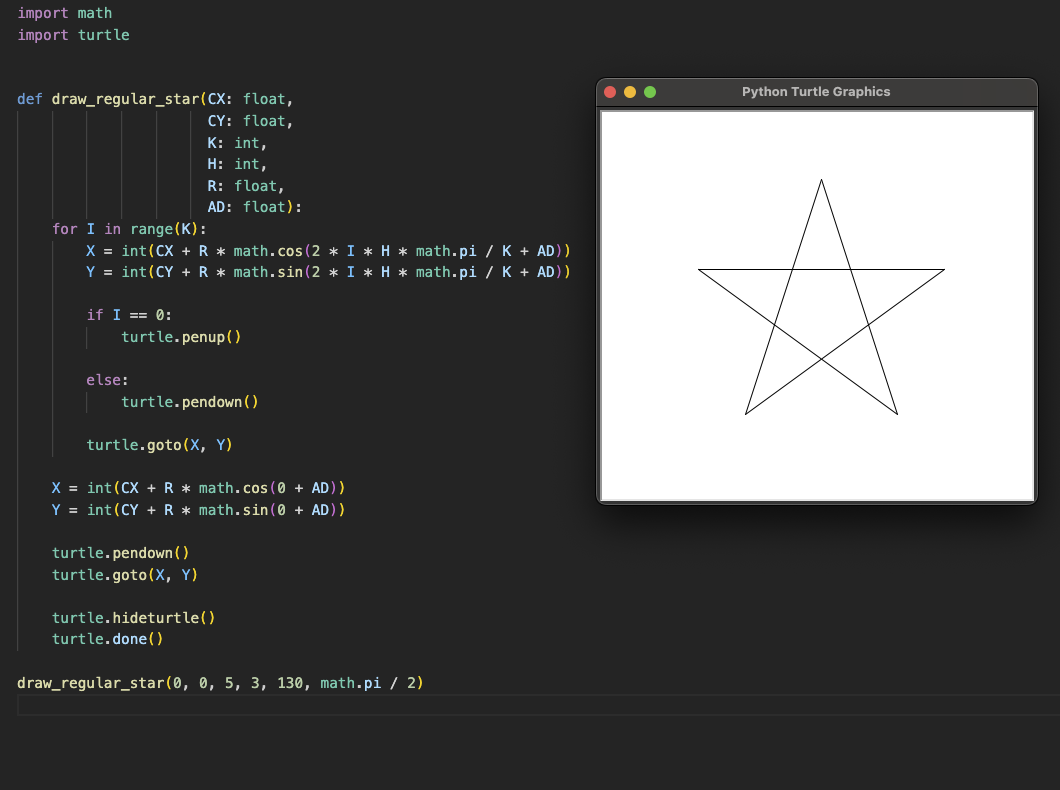 import math
import turtle
def draw_regular_star(CX: float,
CY: float,
K: int,
H: int,
R: float,
AD: float):
for I in range(K):
X = int(CX + R * math.cos(2 * I * H * math.pi / K + AD))
Y = int(CY + R * math.sin(2 * I * H * math.pi / K + AD))
if I == 0:
turtle.penup()
else:
turtle.pendown()
turtle.goto(X, Y)
X = int(CX + R * math.cos(0 + AD))
Y = int(CY + R * math.sin(0 + AD))
turtle.pendown()
turtle.goto(X, Y)
turtle.hideturtle()
turtle.done()
draw_regular_star(0, 0, 5, 3, 130, math.pi / 2)
Python Turtle Graphics